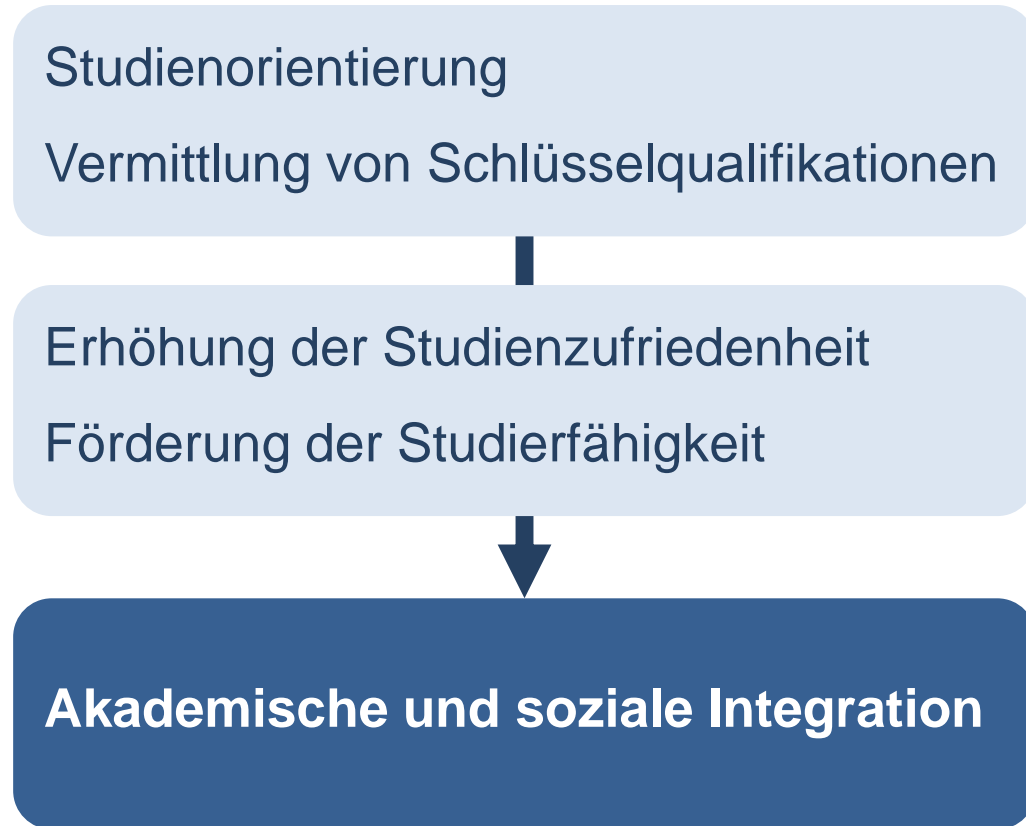 Studienorientierung
Vermittlung von Schlüsselqualifikationen
Erhöhung der Studienzufriedenheit
Förderung der Studierfähigkeit
Akademische und soziale Integration